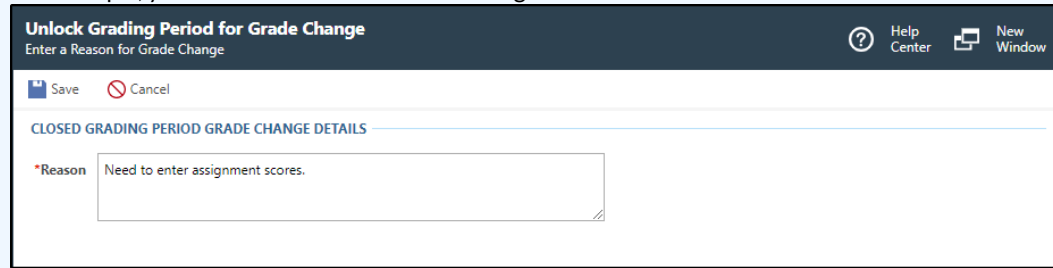 Unlock Grading Period for Grade Change
Enter a Reason for Grade Change
Help Center
New Window
Save Cancel
CLOSED GRADING PERIOD GRADE CHANGE DETAILS
*Reason Need to enter assignment scores.